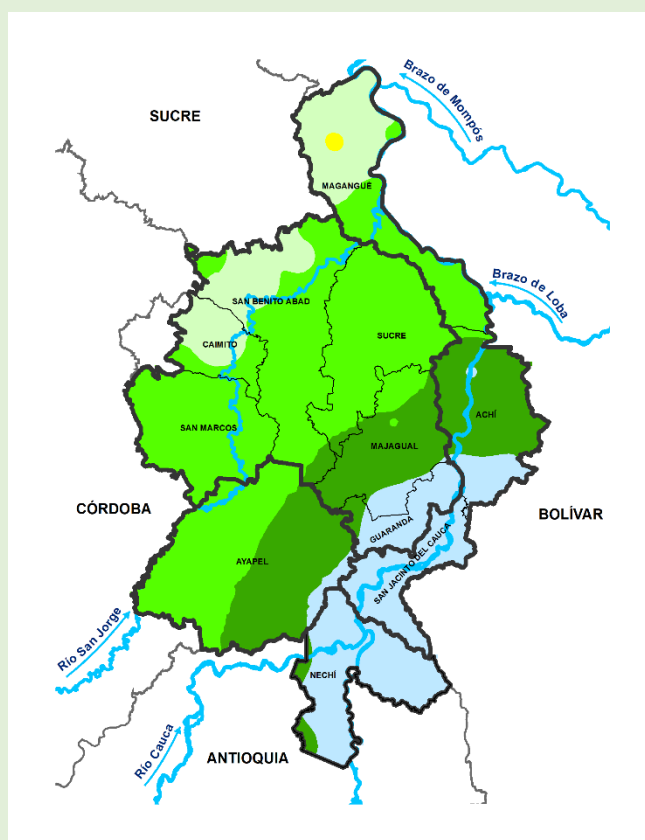 Brazo de Mompós
SUCRE
MAGANGUÉ
Brazo de Loba
SAN BENITO ABAD
SUCRE
CAIMITO
ACHÍ
SAN MARCOS
MAJAGUAL
CÓRDOBA
BOLÍVAR
GUARANDA
AYAPEL
SAN JACINTO DEL CAUCA
Río San Jorge
NECHÍ
Río Cauca
ANTIOQUIA